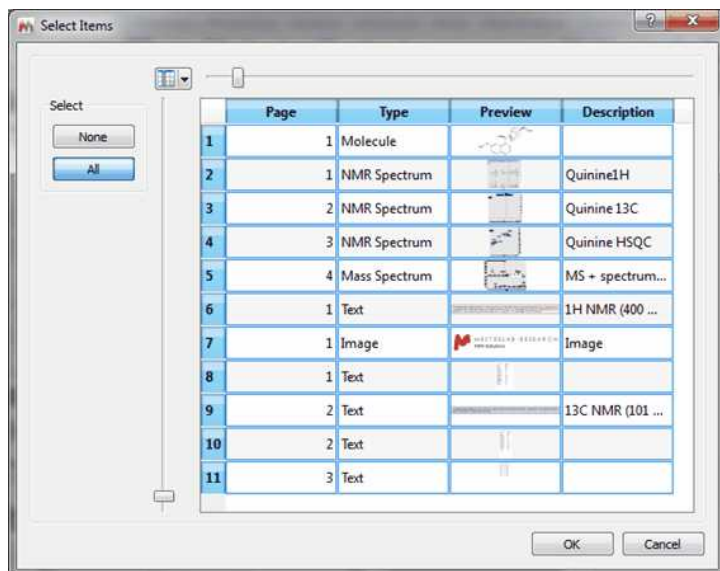 Select Items
Select
None
All
Page Type Preview Description
1 1 Molecule
2 1 NMR Spectrum Quinine1H
3 2 NMR Spectrum Quinine 13C
4 3 NMR Spectrum Quinine HSQC
5 4 Mass Spectrum MS + spectrum...
6 1 Text 1H NMR (400 ...
7 1 Image MESTRELAB RESEARCH Image
8 1 Text
9 2 Text 13C NMR (101 ...
10 2 Text
11 3 Text
OK Cancel